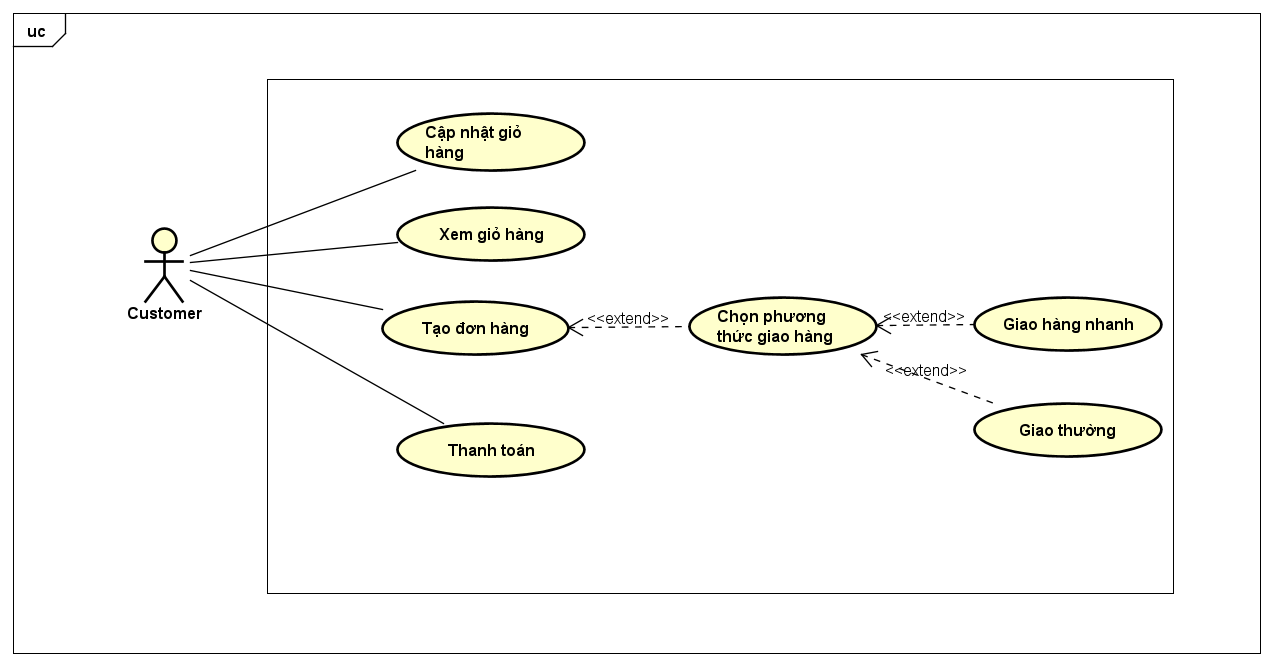 uc
Cập nhật giỏ
hàng
Xem giỏ hàng
Customer
Tạo đơn hàng
<<extend>>
Chọn phương
thức giao hàng
<<extend>>
Giao hàng nhanh
<<extend>>
Giao thường
Thanh toán